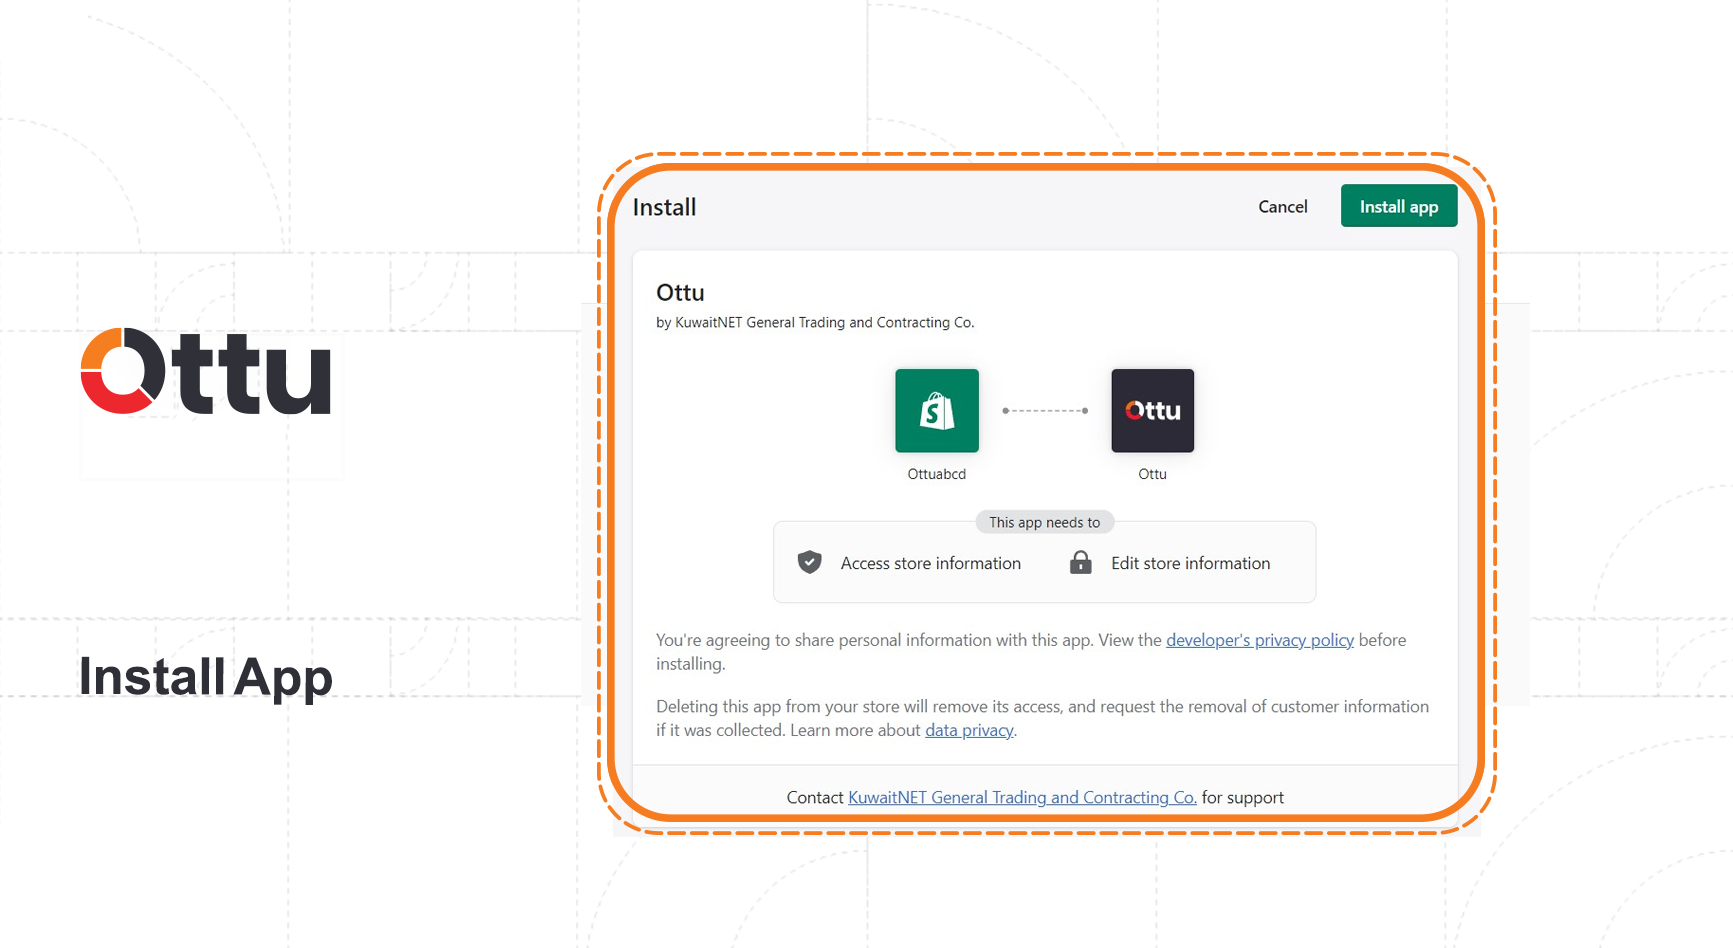 Ottu
Install App
Install
Cancel
Install app
Ottu
by KuwaitNET General Trading and Contracting Co.
S
Ottu
Ottuabcd
Ottu
This app needs to
Access store information
Edit store information
You're agreeing to share personal information with this app. View the developer's privacy policy before
installing.
Deleting this app from your store will remove its access, and request the removal of customer information
if it was collected. Learn more about data privacy.
Contact KuwaitNET General Trading and Contracting Co. for support